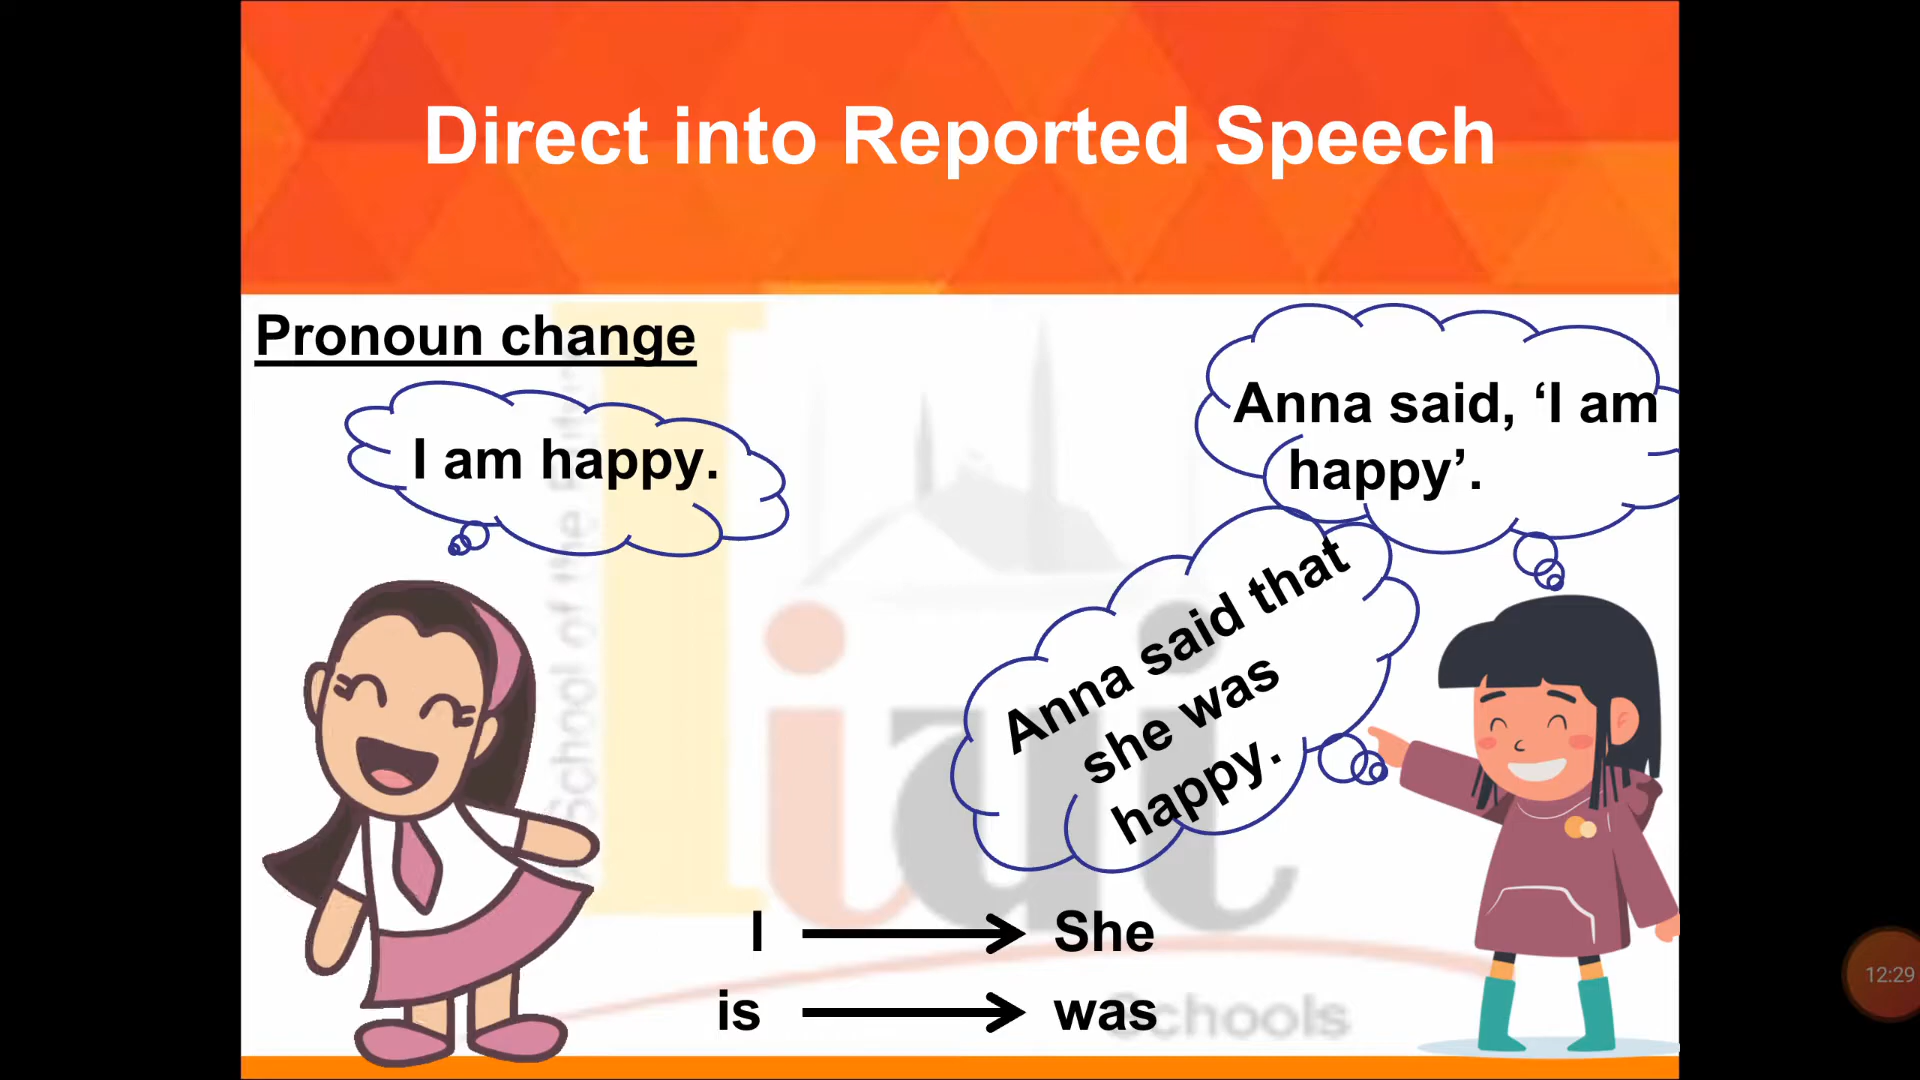 Direct into Reported Speech
Pronoun change
I am happy.
Anna said, ‘I am
happy’.
Anna said that
she was
happy.
I She
is was
Schools
12:29